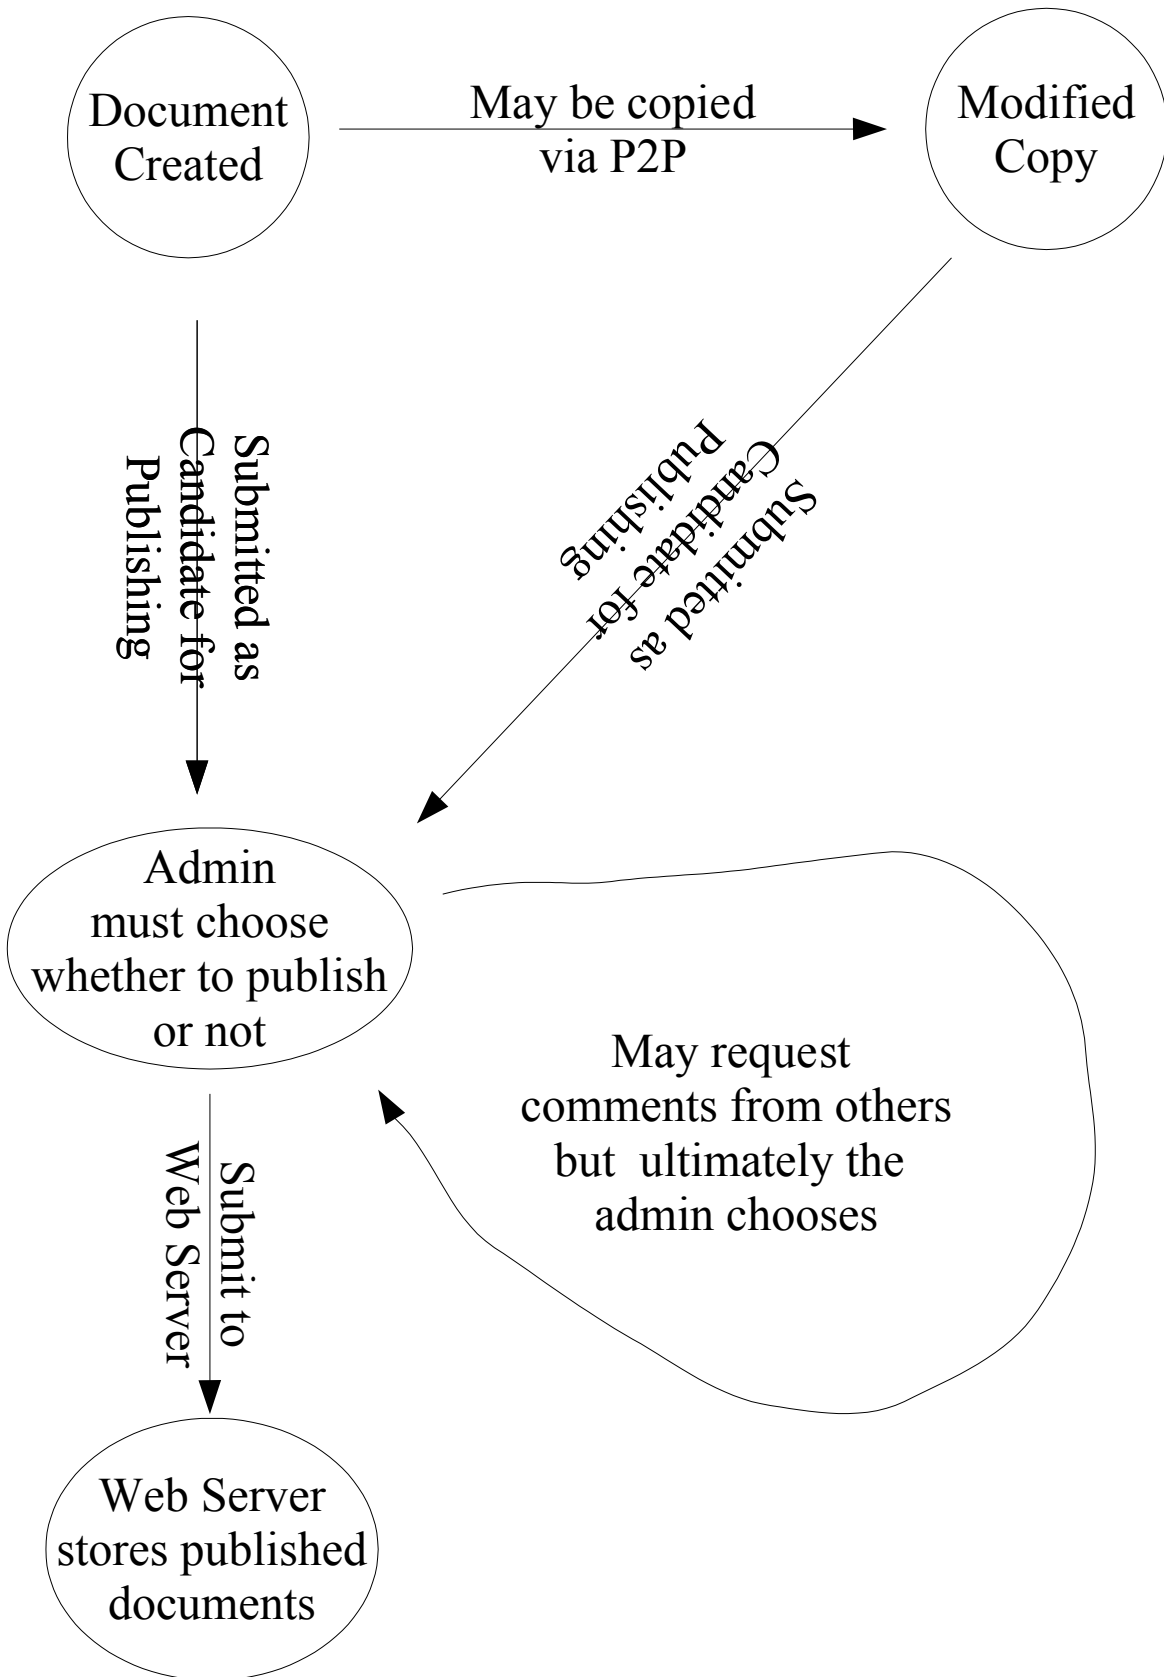 Document
Created
May be copied
via P2P
Modified
Copy
Submitted as
Candidate for
Publishing
Submitted as
Candidate for
Publishing
Admin
must choose
whether to publish
or not
May request
comments from others
but  ultimately the
admin chooses
Submit to
Web Server
Web Server
stores published
documents